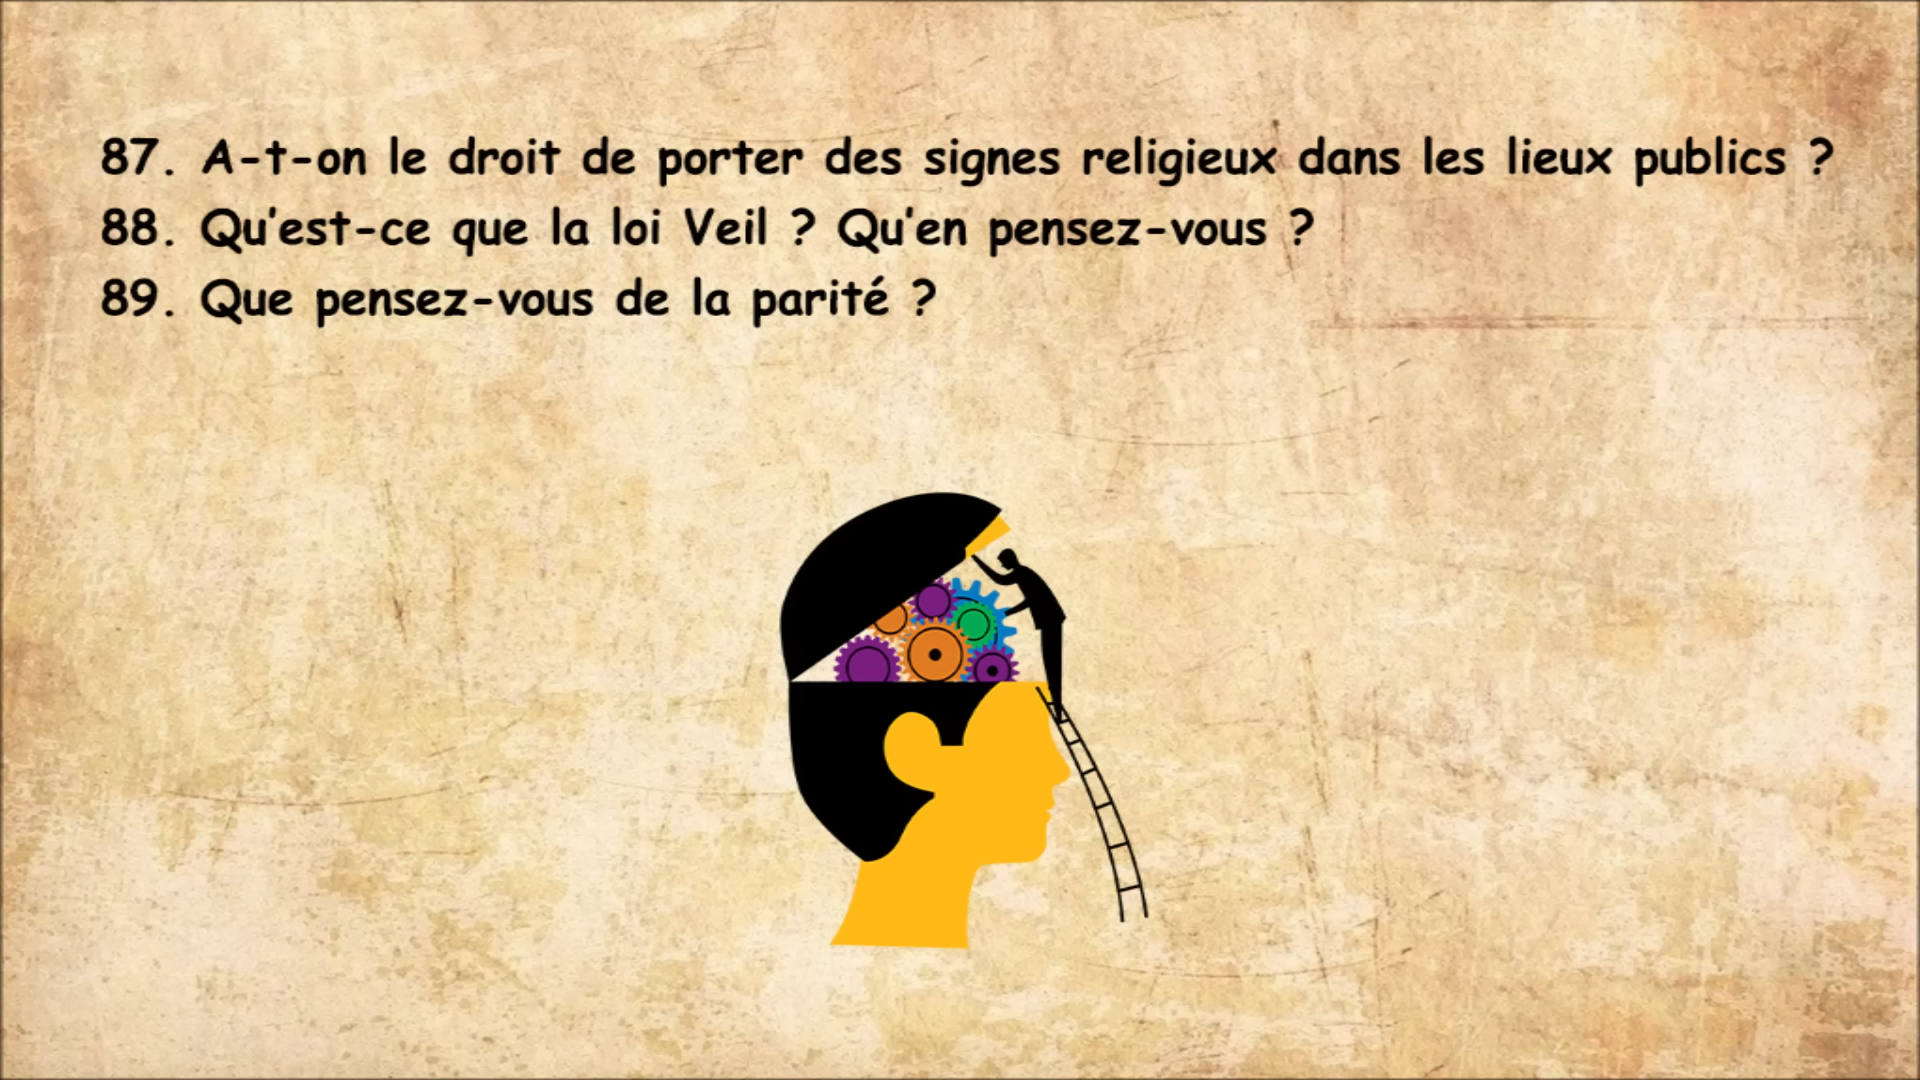 87. A-t-on le droit de porter des signes religieux dans les lieux publics ?
88. Qu'est-ce que la loi Veil ? Qu'en pensez-vous ?
89. Que pensez-vous de la parité ?